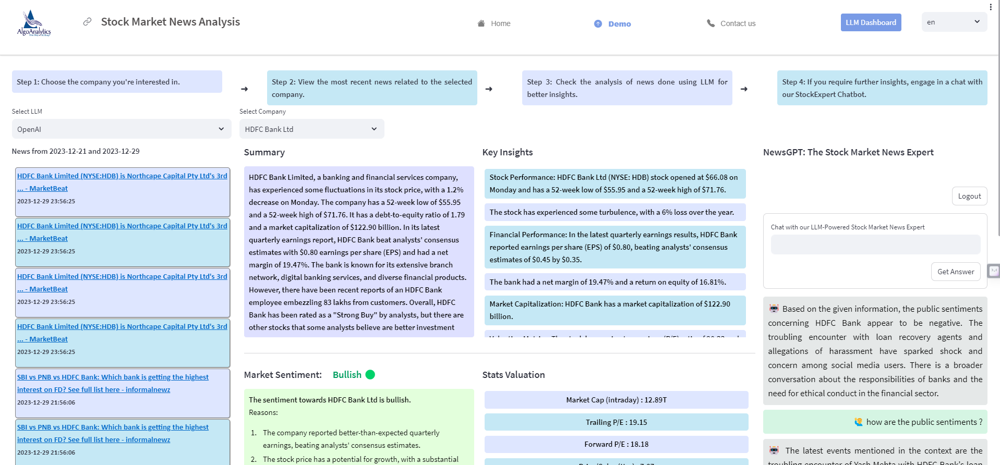 AlgoAnalytics
One Stop AI Shop
Stock Market News Analysis
Home
Demo
Contact us
LLM Dashboard
en
Step 1: Choose the company you're interested in.
Step 2: View the most recent news related to the selected
company.
Step 3: Check the analysis of news done using LLM for
better insights.
Step 4: If you require further insights, engage in a chat with
our StockExpert Chatbot.
Select LLM
OpenAI
Select Company
HDFC Bank Ltd
News from 2023-12-21 and 2023-12-29
HDFC Bank Limited (NYSE:HDB) is Northcape Capital Pty Ltd's 3rd
... - MarketBeat
2023-12-29 23:56:25
HDFC Bank Limited (NYSE:HDB) is Northcape Capital Pty Ltd's 3rd
... - MarketBeat
2023-12-29 23:56:25
HDFC Bank Limited (NYSE:HDB) is Northcape Capital Pty Ltd's 3rd
... - MarketBeat
2023-12-29 23:56:25
HDFC Bank Limited (NYSE:HDB) is Northcape Capital Pty Ltd's 3rd
... - MarketBeat
2023-12-29 23:56:25
SBI vs PNB vs HDFC Bank: Which bank is getting the highest
interest on FD? See full list here - informalnewz
2023-12-29 21:56:06
SBI vs PNB vs HDFC Bank: Which bank is getting the highest
interest on FD? See full list here - informalnewz
2023-12-29 21:56:06
Summary
HDFC Bank Limited, a banking and financial services company,
has experienced some fluctuations in its stock price, with a 1.2%
decrease on Monday. The company has a 52-week low of $55.95
and a 52-week high of $71.76. It has a debt-to-equity ratio of 1.79
and a market capitalization of $122.90 billion. In its latest
quarterly earnings report, HDFC Bank beat analysts' consensus
estimates with $0.80 earnings per share (EPS) and had a net
margin of 19.47%. The bank is known for its extensive branch
network, digital banking services, and diverse financial products.
However, there have been recent reports of an HDFC Bank
employee embezzling 83 lakhs from customers. Overall, HDFC
Bank has been rated as a "Strong Buy" by analysts, but there are
other stocks that some analysts believe are better investment
Key Insights
Stock Performance: HDFC Bank Ltd (NYSE: HDB) stock opened at $66.08 on
Monday and has a 52-week low of $55.95 and a 52-week high of $71.76.
The stock has experienced some turbulence, with a 6% loss over the year.
Financial Performance: In the latest quarterly earnings results, HDFC Bank
reported earnings per share (EPS) of $0.80, beating analysts' consensus
estimates of $0.45 by $0.35.
The bank had a net margin of 19.47% and a return on equity of 16.81%.
Market Capitalization: HDFC Bank has a market capitalization of $122.90
billion.
Market Sentiment: Bullish
The sentiment towards HDFC Bank Ltd is bullish.
Reasons:
1. The company reported better-than-expected quarterly
earnings, beating analysts' consensus estimates.
2. The stock price has a potential for growth, with a substantial
Stats Valuation
Market Cap (intraday) : 12.89T
Trailing P/E : 19.15
Forward P/E : 18.18
NewsGPT: The Stock Market News Expert
Logout
Chat with our LLM-Powered Stock Market News Expert
Get Answer
Based on the given information, the public sentiments
concerning HDFC Bank appear to be negative. The
troubling encounter with loan recovery agents and
allegations of harassment have sparked shock and
concern among social media users. There is a broader
conversation about the responsibilities of banks and the
need for ethical conduct in the financial sector.
how are the public sentiments ?
The latest events mentioned in the context are the
troubling encounter of Yash Mehta with HDFC Bank's loan